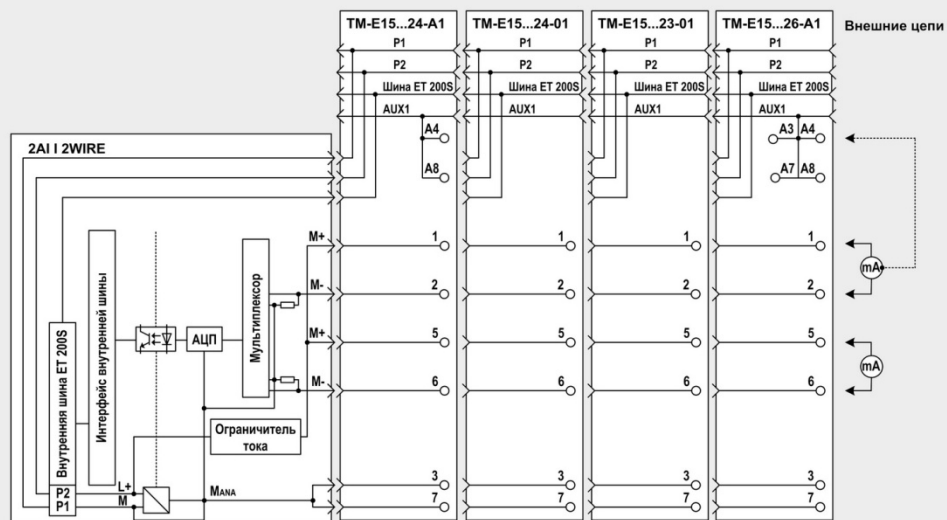 TM-E15...24-A1
TM-E15...24-01
TM-E15...23-01
TM-E15...26-A1
Внешние цепи
P1
P1
P1
P1
P2
P2
P2
P2
Шина ET 200S
Шина ET 200S
Шина ET 200S
Шина ET 200S
AUX1
AUX1
AUX1
AUX1
A4
A3
A4
2AI I 2WIRE
A8
A7
A8
M+
1
1
1
1
mA
M-
2
2
2
2
M+
5
5
5
5
mA
M-
6
6
6
6
Внутренняя шина ET 200S
Интерфейс внутренней шины
АЦП
Мультиплексор
Ограничитель
тока
P2
L+
3
3
3
3
P1
M
MANA
7
7
7
7